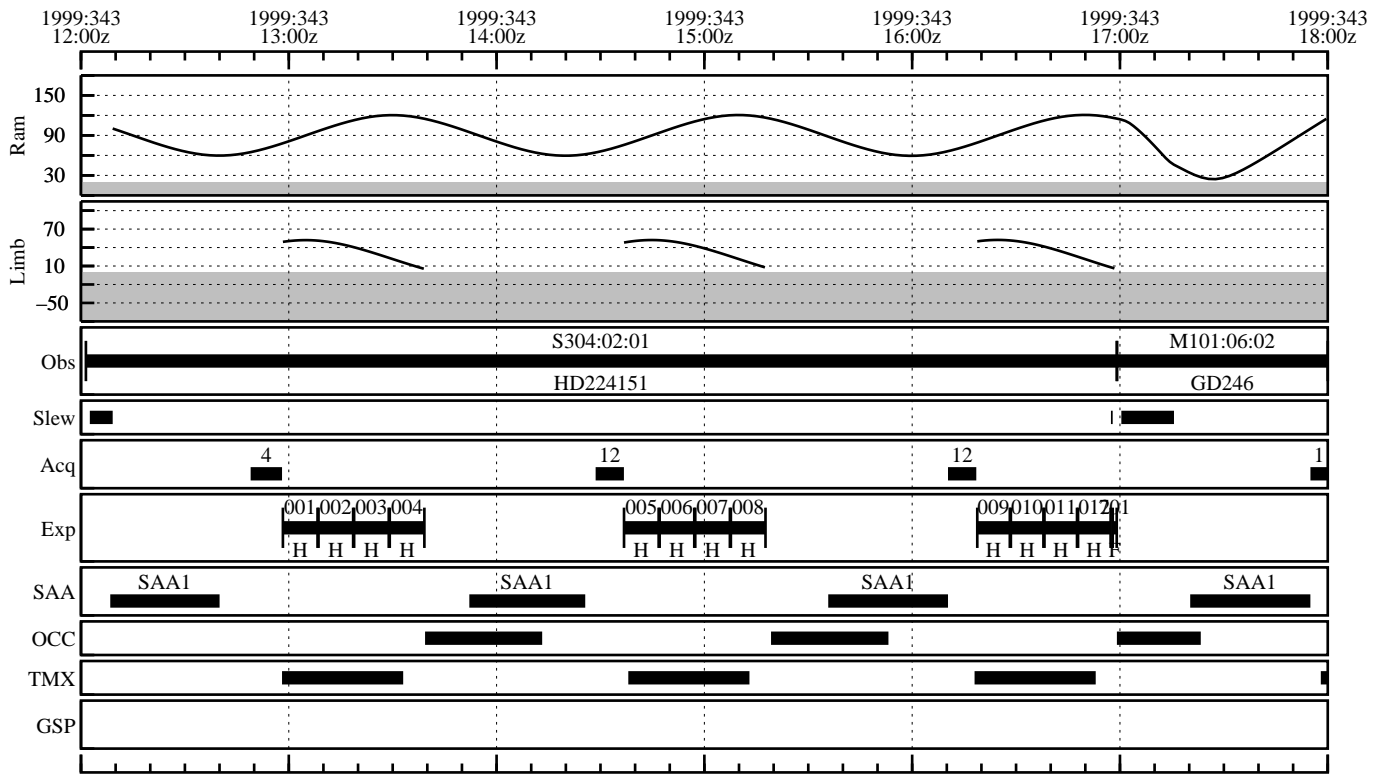 1999:343 1999:343 1999:343 1999:343 1999:343 1999:343 1999:343
12:00z 13:00z 14:00z 15:00z 16:00z 17:00z 18:00z
Ram
150
90
30
Limb
70
10
−50
S304:02:01 M101:06:02
Obs
HD224151 GD246
Slew
4 12 12 1
Acq
001 002 003 004 005 006 007 008 009 010 011 012 201
Exp
H H H H H H H H H H H H
SAA1 SAA1 SAA1 SAA1
SAA
OCC
TMX
GSP